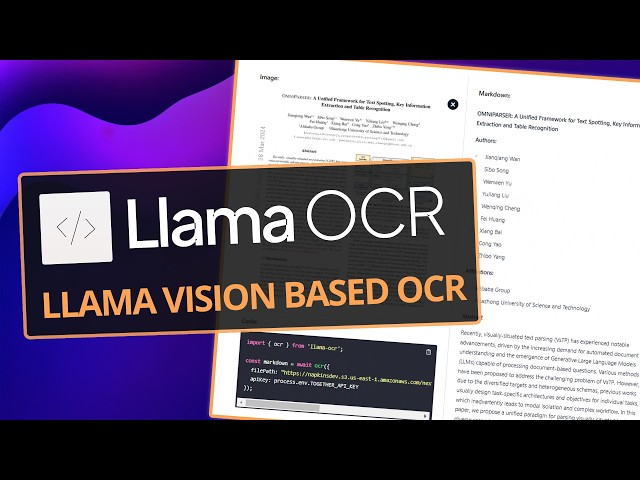 Image:
OMNIPARSER: A Unified Framework for Text Spotting, Key Information
Extraction and Table Recognition
Abstract
28 Mar 2024
</> Llama OCR
LLAMA VISION BASED OCR
import { ocr } from 'llama-ocr';
const markdown = await ocr({
filePath: "https://napkinsdev.s3.us-east-1.amazonaws.com/nex
apiKey: process.env.TOGETHER_API_KEY
});
Markdown:
OMNIPARSER: A Unified Framework for Text Spotting, Key Inform
Extraction and Table Recognition
Authors:
Jianqiang Wan
Sibo Song
Wenwen Yu
Yuliang Liu
Wenqing Cheng
Fei Huang
Xiang Bai
Cong Yao
Zhibo Yang
Recently, visually-situated text parsing (VsTP) has experienced notable
advancements, driven by the increasing demand for automated document
understanding and the emergence of Generative Large Language Models
(LLMs) capable of processing document-based questions. Various methods
have been proposed to address the challenging problem of VsTP. However,
due to the diversified targets and heterogeneous schemas, previous works
usually design task-specific architectures and objectives for individual tasks,
which inadvertently leads to modal isolation and complex workflow. In this
paper, we propose a unified paradigm for parsing visually-